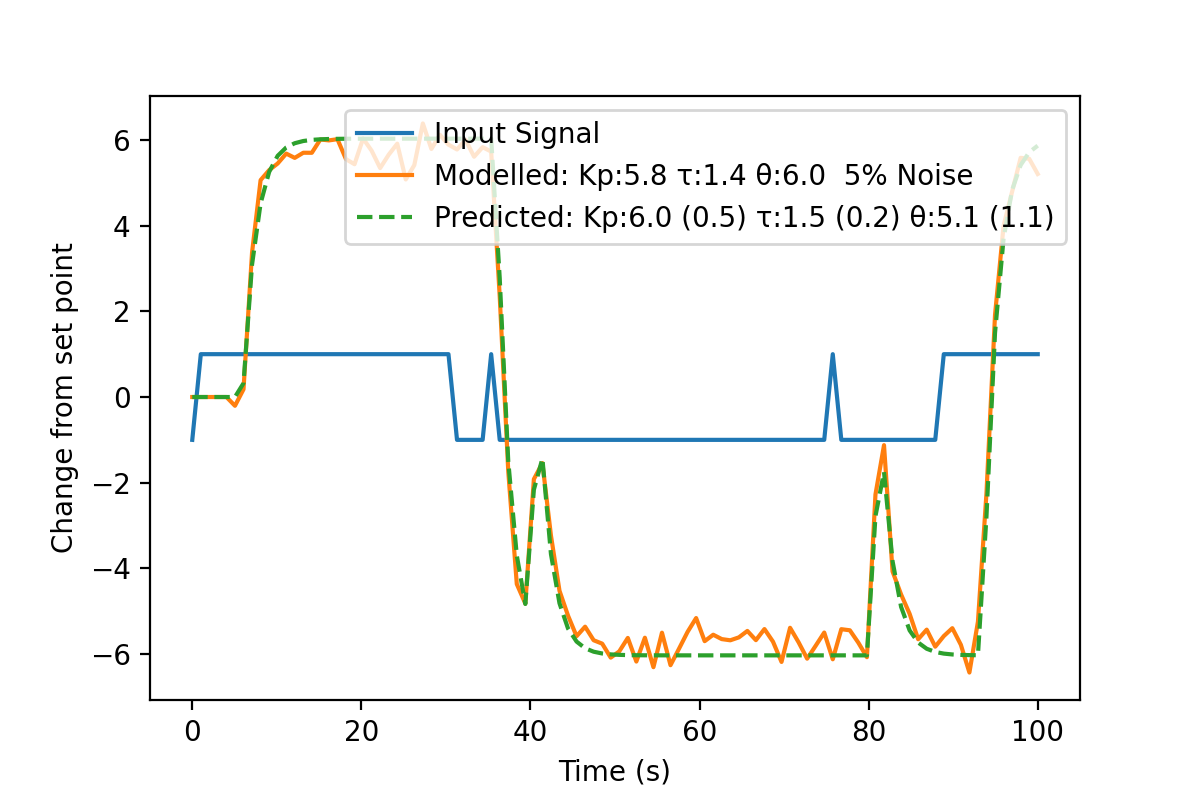 Input Signal
Modelled: Kp:5.8 τ:1.4 θ:6.0  5% Noise
Predicted: Kp:6.0 (0.5) τ:1.5 (0.2) θ:5.1 (1.1)
Change from set point
6
4
2
0
−2
−4
−6
0 20 40 60 80 100
Time (s)